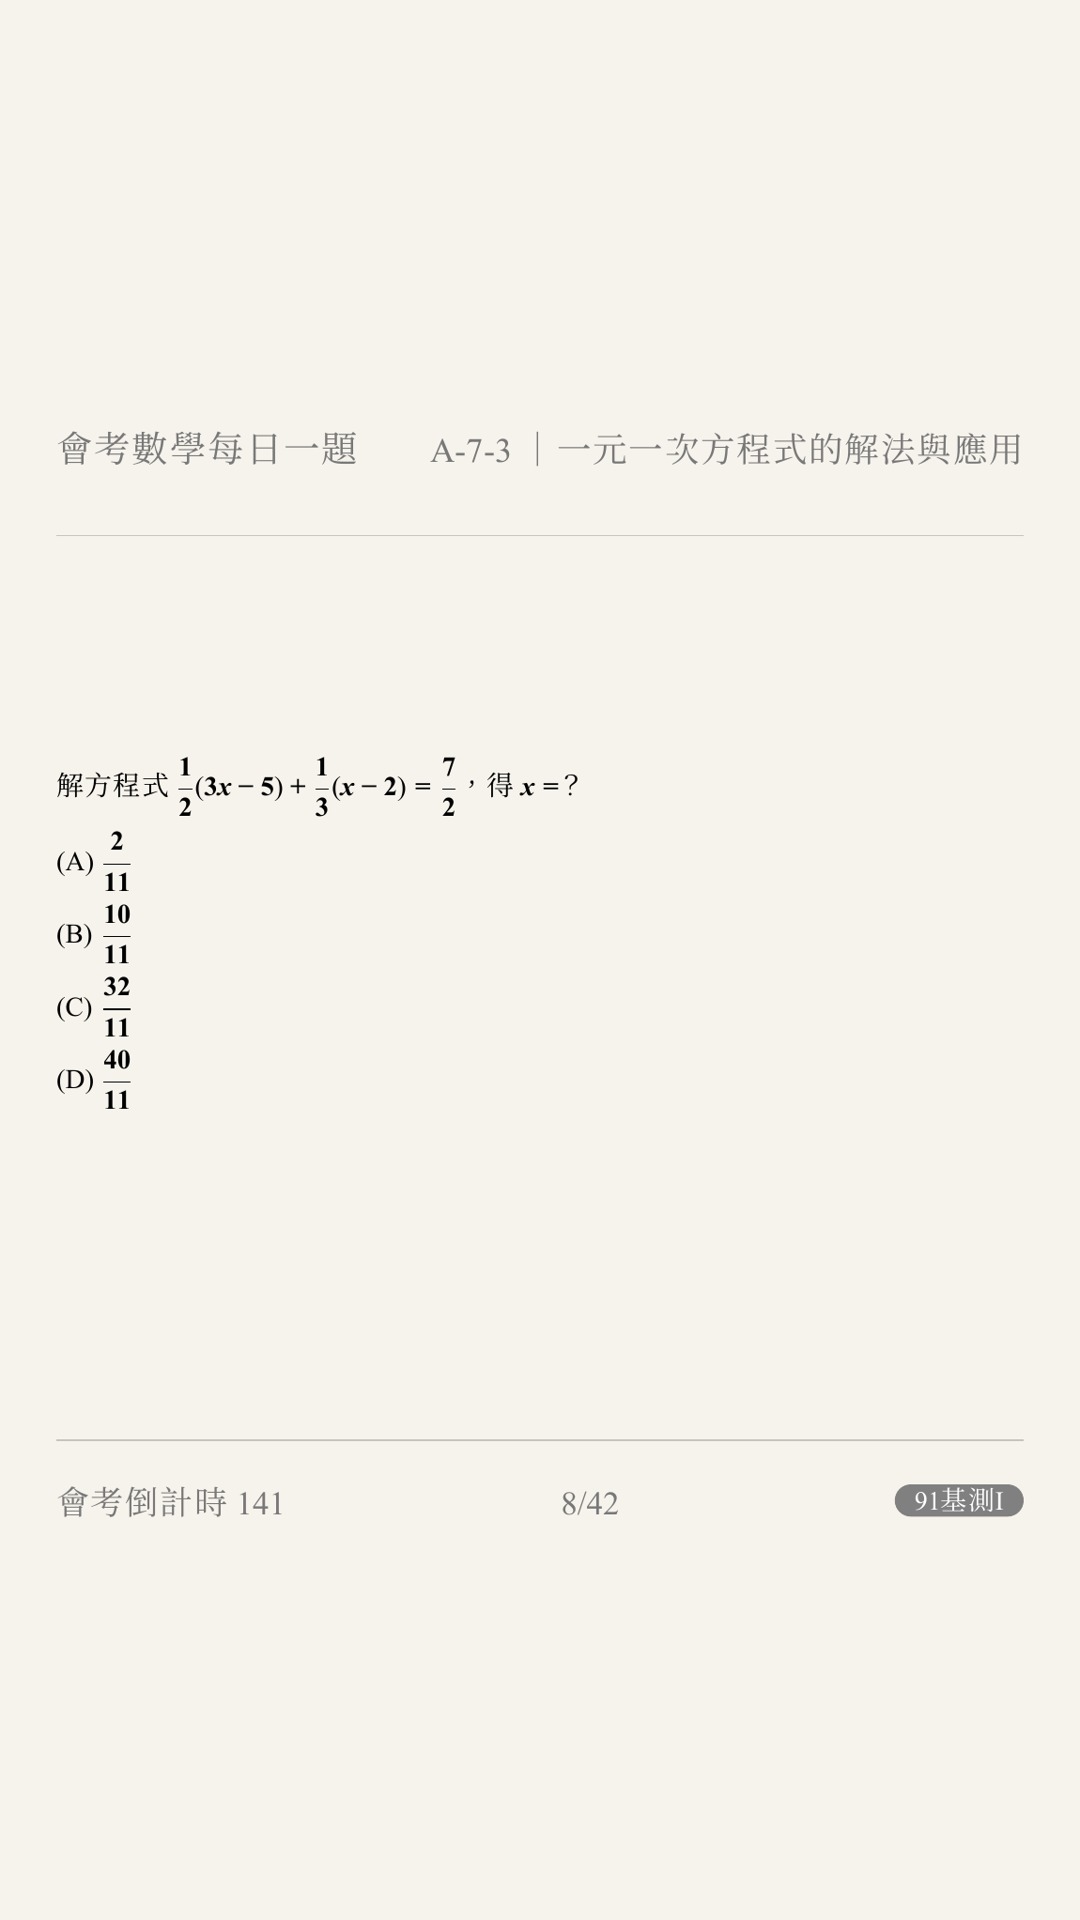 會考數學每日一題 A-7-3｜一元一次方程式的解法與應用
解方程式 1/2(3x − 5) + 1/3(x − 2) = 7/2，得 x =？
(A) 2/11
(B) 10/11
(C) 32/11
(D) 40/11
會考倒計時 141 8/42 91基測I